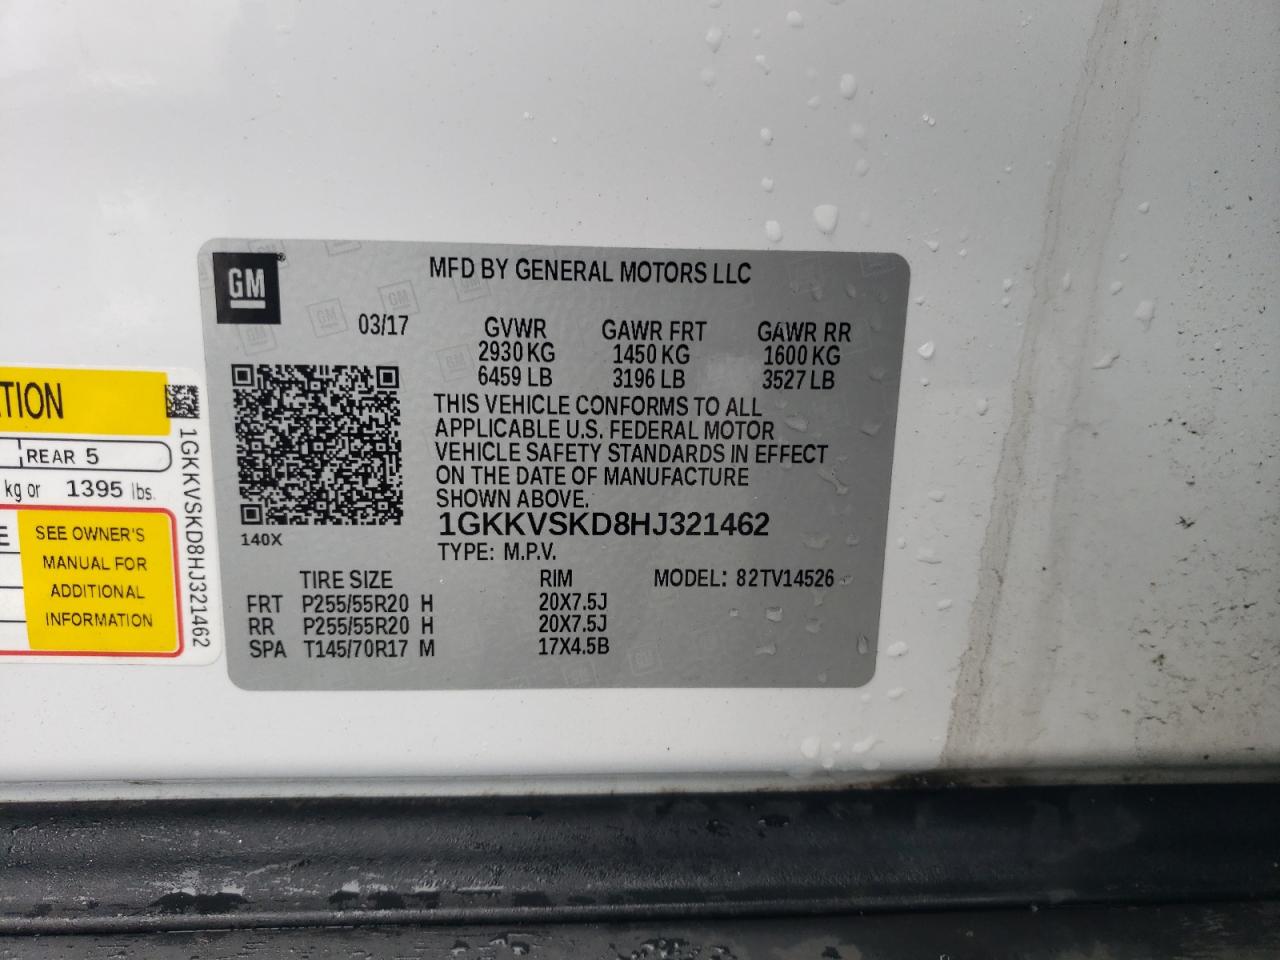 GM
MFD BY GENERAL MOTORS LLC
03/17
GVWR GAWR FRT GAWR RR
2930 KG 1450 KG 1600 KG
6459 LB 3196 LB 3527 LB
THIS VEHICLE CONFORMS TO ALL
APPLICABLE U.S. FEDERAL MOTOR
VEHICLE SAFETY STANDARDS IN EFFECT
ON THE DATE OF MANUFACTURE
SHOWN ABOVE.
1GKKVSKD8HJ321462
140X
TYPE: M.P.V.
TIRE SIZE RIM MODEL: 82TV14526
FRT P255/55R20 H 20X7.5J
RR P255/55R20 H 20X7.5J
SPA T145/70R17 M 17X4.5B
REAR 5
kg or 1395 lbs.
SEE OWNER'S
MANUAL FOR
ADDITIONAL
INFORMATION
1GKKVSKD8HJ321462